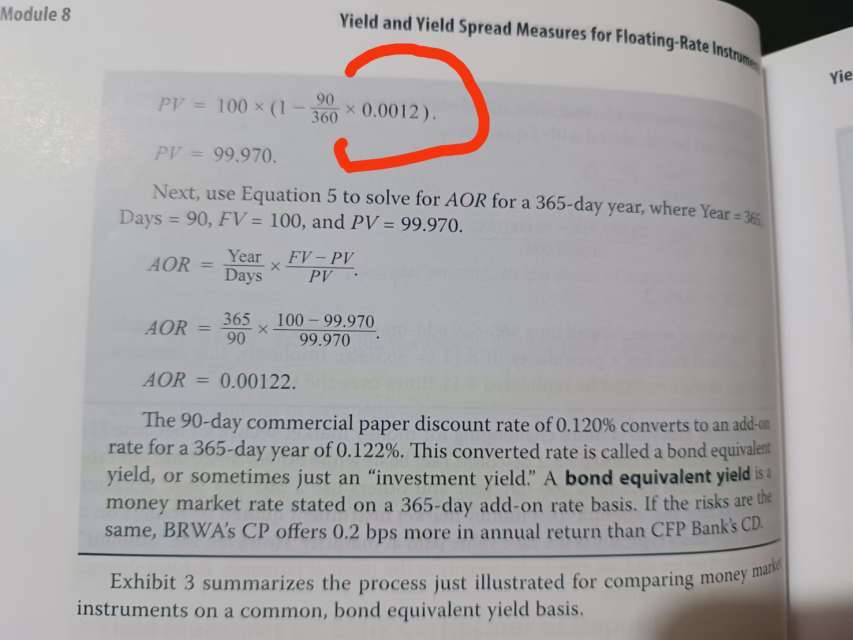 Module 8
Yield and Yield Spread Measures for Floating-Rate
PV = 100 × (1 − 90/360 × 0.0012).
PV = 99.970.
Next, use Equation 5 to solve for AOR for a 365-day year, where Year = 365,
Days = 90, FV = 100, and PV = 99.970.
AOR = Year/Days × FV − PV/PV.
AOR = 365/90 × 100 − 99.970/99.970.
AOR = 0.00122.
The 90-day commercial paper discount rate of 0.120% converts to an add-on
rate for a 365-day year of 0.122%. This converted rate is called a bond equivalent
yield, or sometimes just an “investment yield.” A bond equivalent yield is a
money market rate stated on a 365-day add-on rate basis. If the risks are the
same, BRWA’s CP offers 0.2 bps more in annual return than CFP Bank’s CD.
Exhibit 3 summarizes the process just illustrated for comparing money market
instruments on a common, bond equivalent yield basis.